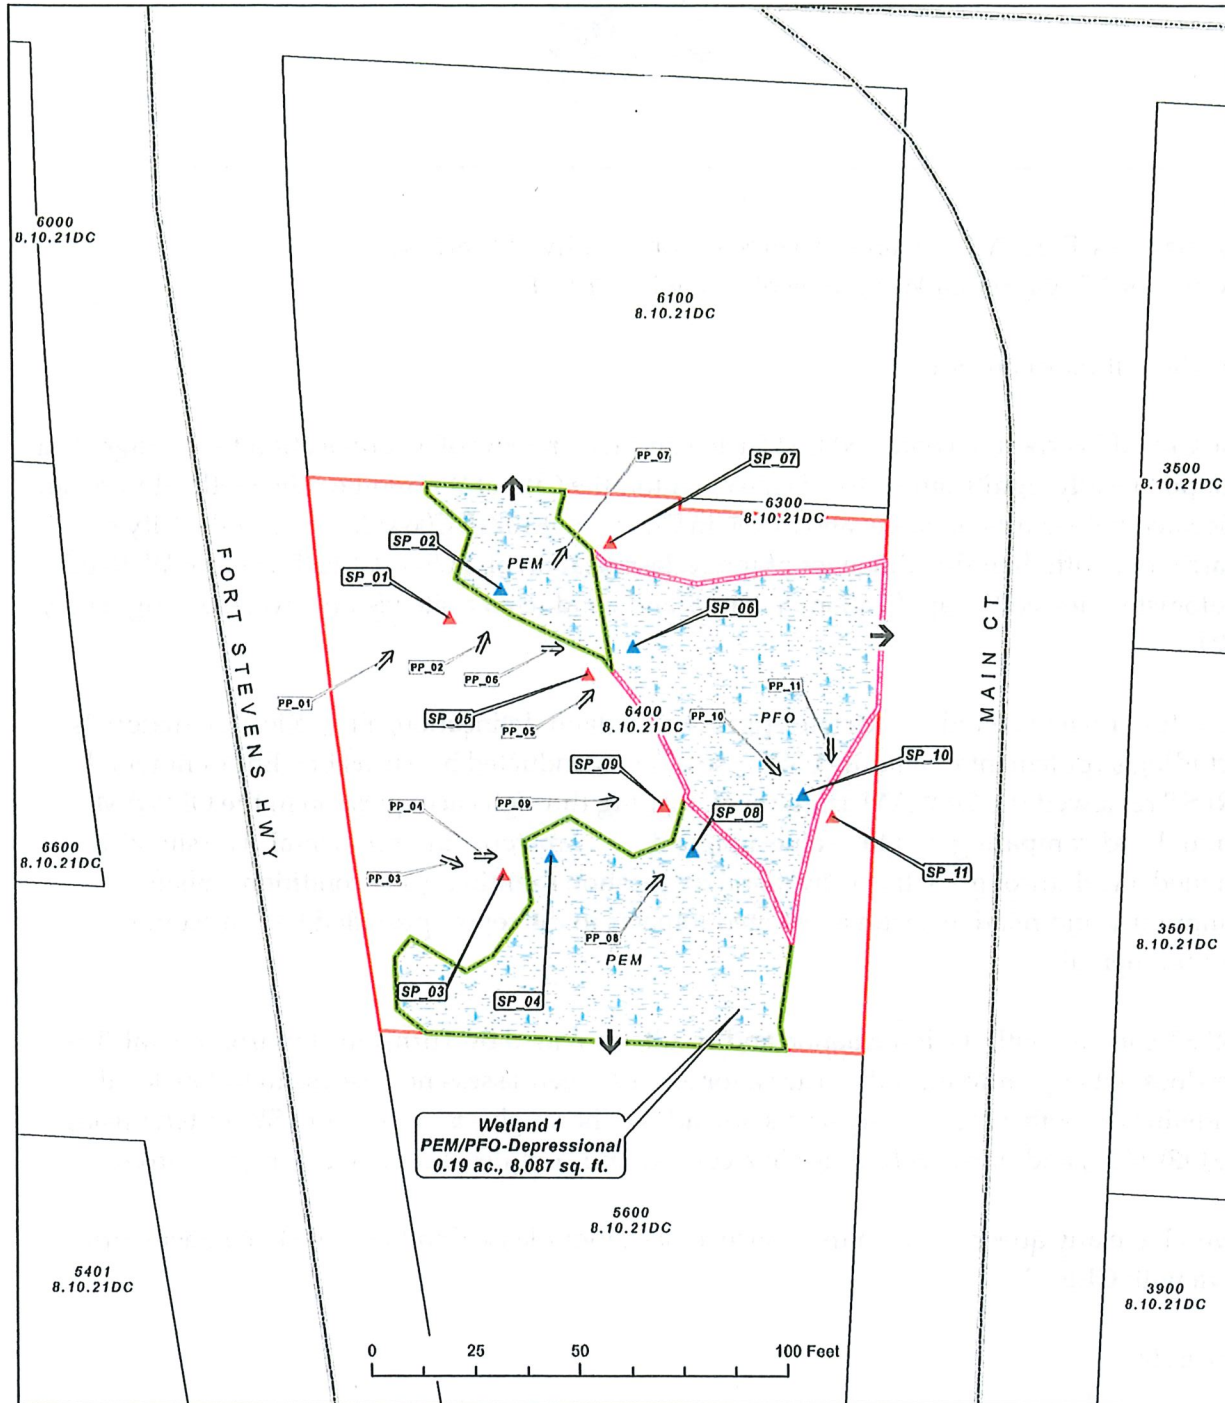 6000
8.10.21DC
6100
8.10.21DC
3500
8.10.21DC
PP_07
SP_07
6300
8.10.21DC
SP_02
PEM
SP_01
SP_06
FORT STEVENS HWY
MAIN CT
PP_02
PP_06
PP_01
PP_11
SP_05
PP_05
6400
8.10.21DC
PP_10
PFO
SP_09
SP_10
PP_04
PP_09
SP_08
6600
8.10.21DC
PP_03
SP_11
PP_08
PEM
3501
8.10.21DC
SP_03
SP_04
Wetland 1
PEM/PFO-Depressional
0.19 ac., 8,087 sq. ft.
5600
8.10.21DC
5401
8.10.21DC
3900
8.10.21DC
0 25 50 100 Feet